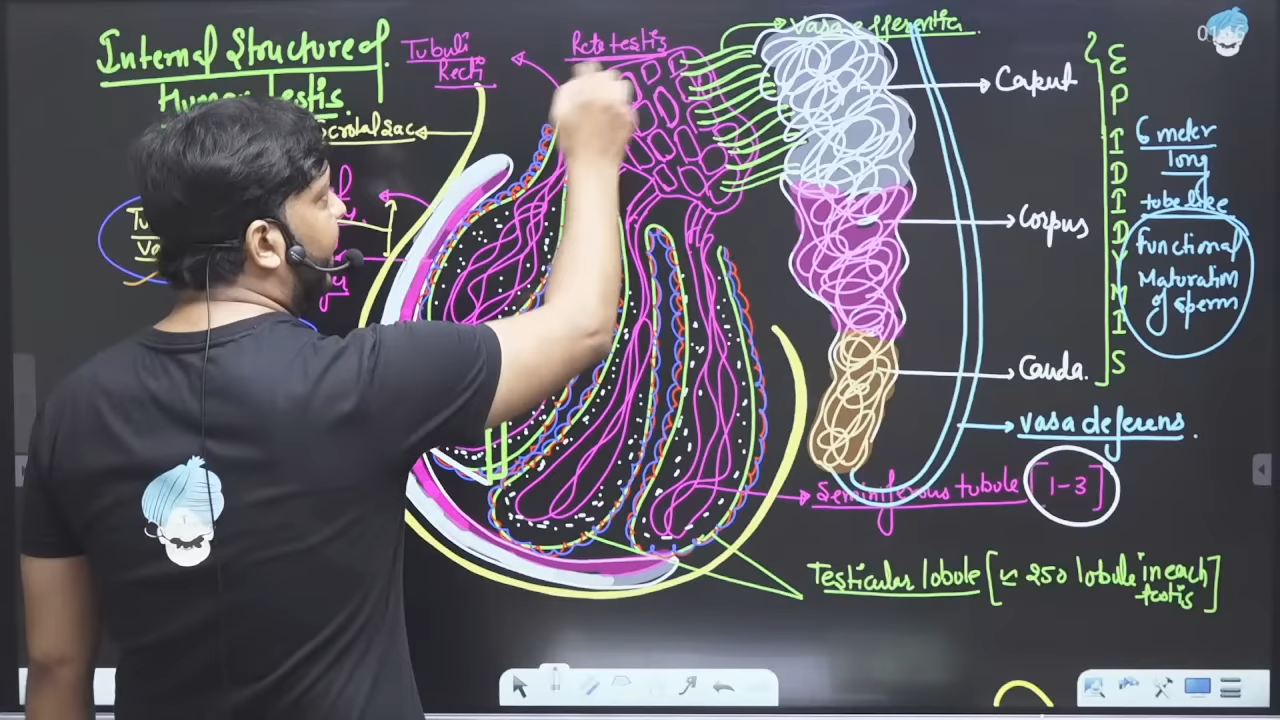 Internal Structure of
Human testis
Tubuli
Recti
Rete testis
Vasa efferentia
Scrotal sac
Caput
Corpus
Cauda
EPIDIDYMIS
6 meter
long
tube like
Functional
Maturation
of sperm
vasa deferens
Seminiferous tubule [1-3]
Testicular lobule [≃ 250 lobule in each
testis]